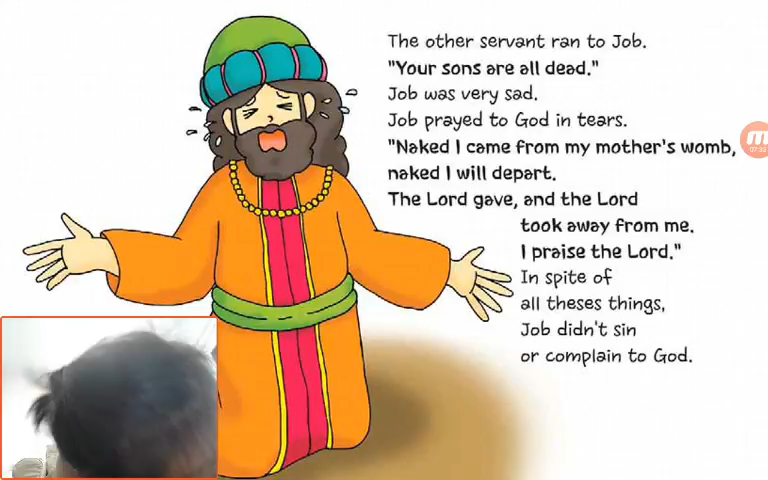 The other servant ran to Job.
"Your sons are all dead."
Job was very sad.
Job prayed to God in tears.
"Naked I came from my mother's womb,
naked I will depart.
The Lord gave, and the Lord
took away from me.
I praise the Lord."
In spite of
all theses things,
Job didn't sin
or complain to God.